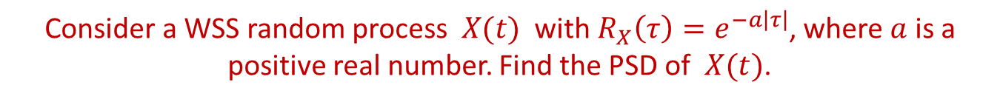 Consider a WSS random process X(t) with R_X(τ) = e^{-a|τ|}, where a is a
positive real number. Find the PSD of X(t).